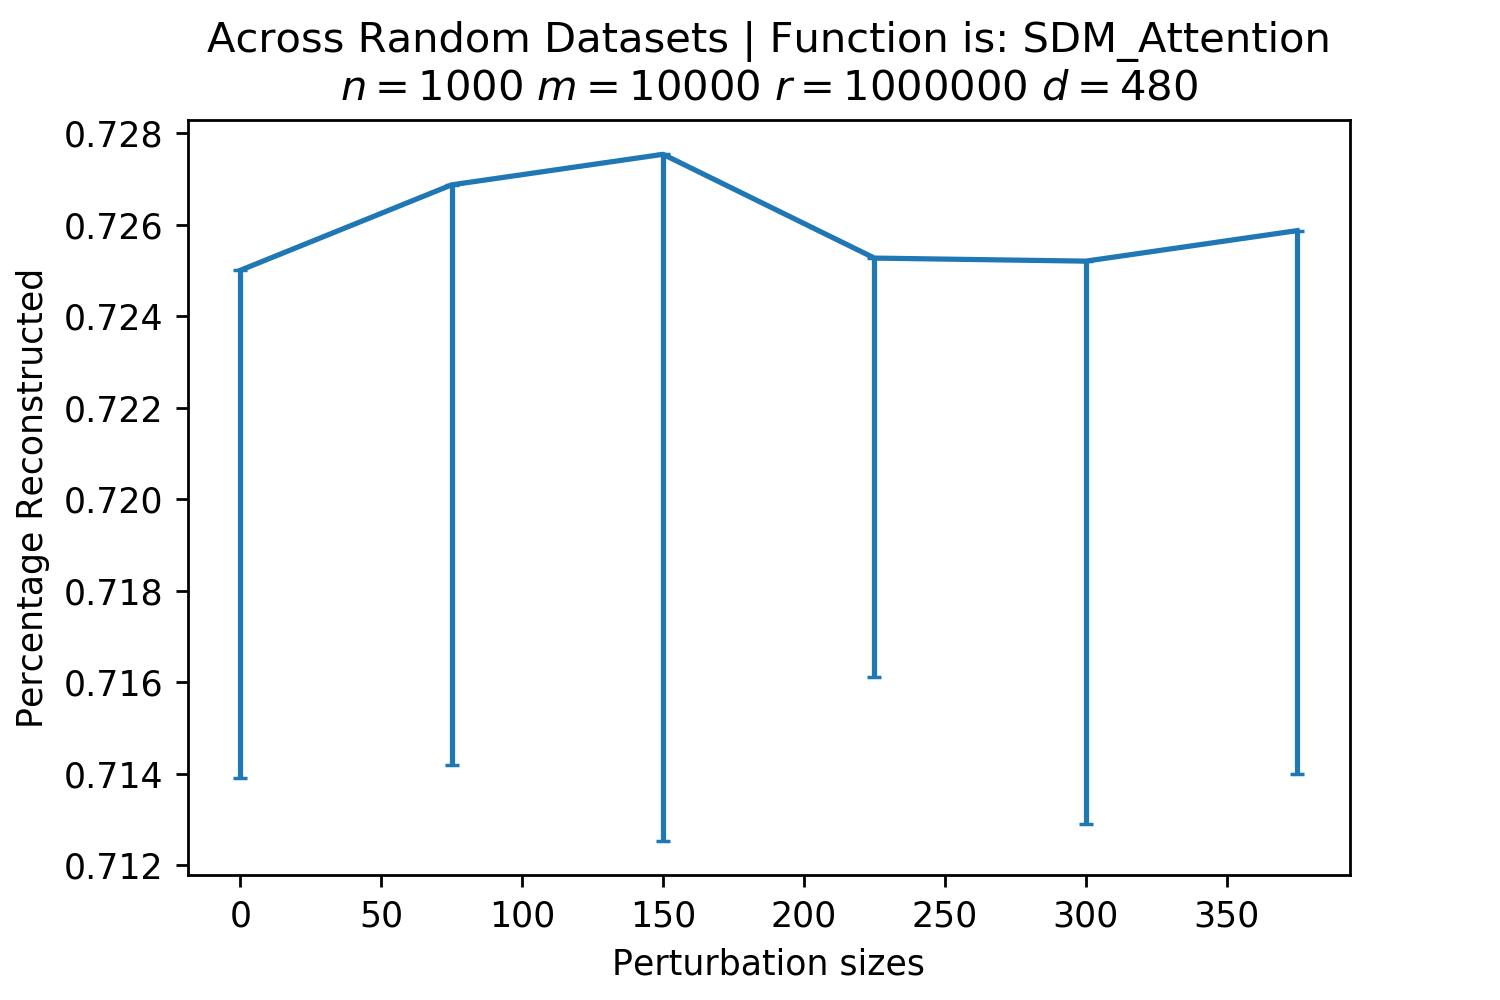 Across Random Datasets | Function is: SDM_Attention
n = 1000 m = 10000 r = 1000000 d = 480
0.728
0.726
0.724
0.722
0.720
0.718
0.716
0.714
0.712
Percentage Reconstructed
0 50 100 150 200 250 300 350
Perturbation sizes